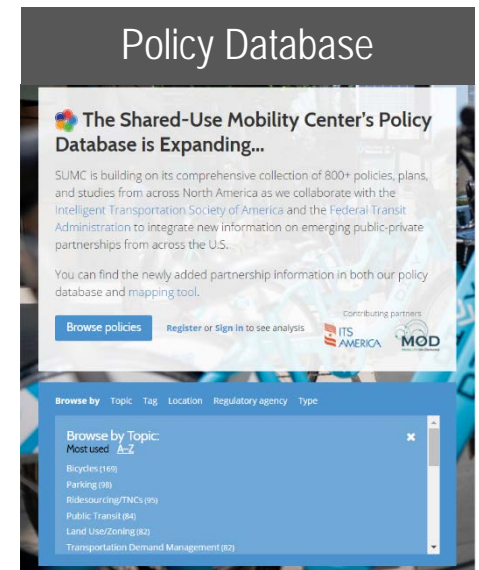 Policy Database
The Shared-Use Mobility Center's Policy
Database is Expanding...
SUMC is building on its comprehensive collection of 800+ policies, plans,
and studies from across North America as we collaborate with the
Intelligent Transportation Society of America and the Federal Transit
Administration to integrate new information on emerging public-private
partnerships from across the U.S.
You can find the newly added partnership information in both our policy
database and mapping tool.
Contributing partners
Browse policies
Register or Sign in to see analysis
ITS
AMERICA
MOD
Browse by Topic Tag Location Regulatory agency Type
Browse by Topic:
Most used A–Z
Bicycles (169)
Parking (98)
Ridesourcing/TNCs (95)
Public Transit (84)
Land Use/Zoning (82)
Transportation Demand Management (82)